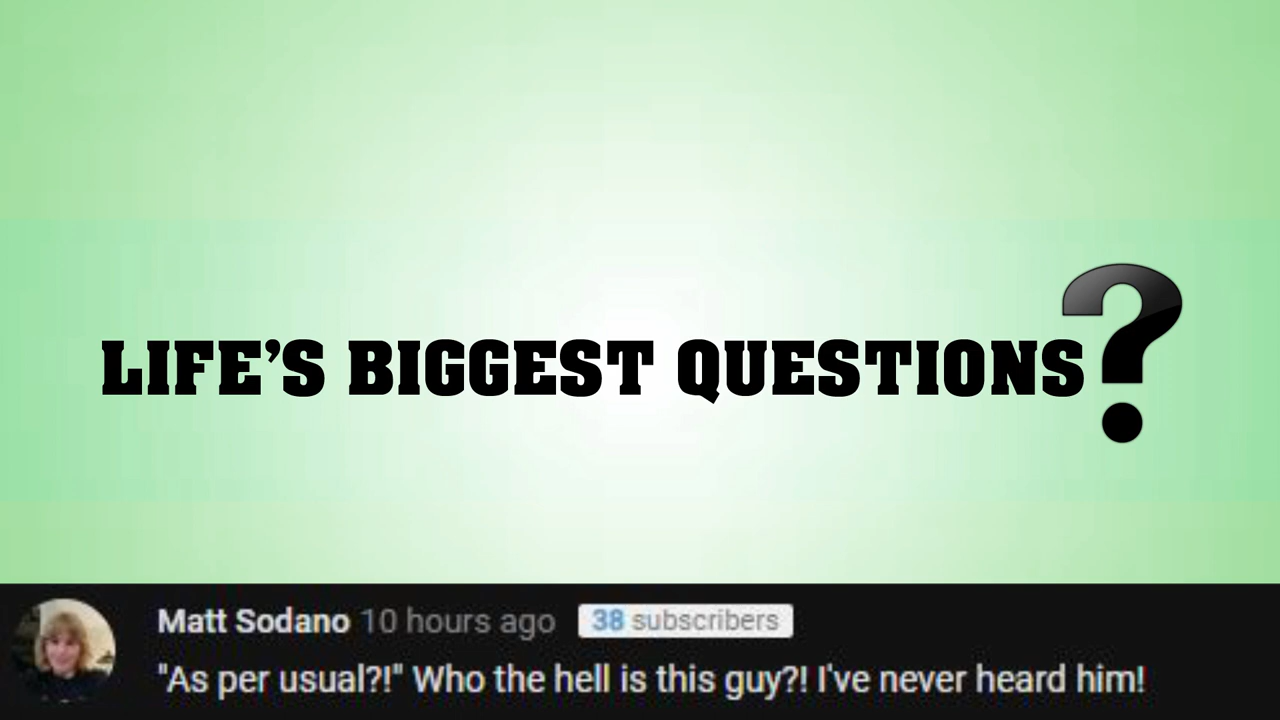 LIFE'S BIGGEST QUESTIONS?
Matt Sodano 10 hours ago 38 subscribers
"As per usual?!" Who the hell is this guy?! I've never heard him!